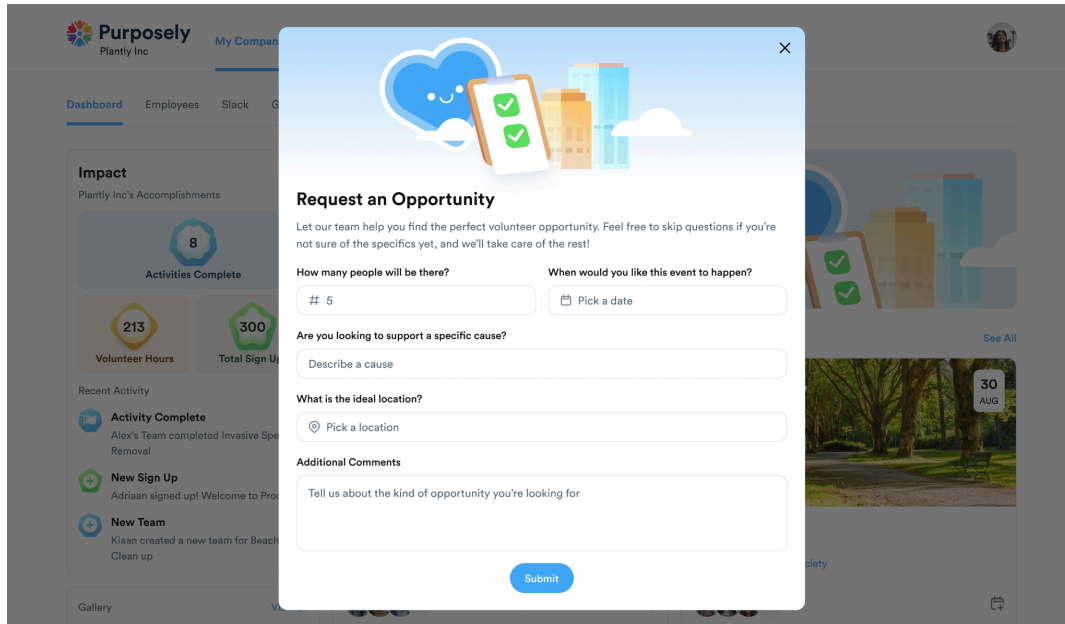 Purposely
Plantly Inc
My Compan
Dashboard
Employees
Slack
G
Impact
Plantly Inc's Accomplishments
8
Activities Complete
213
Volunteer Hours
300
Total Sign Up
Recent Activity
Activity Complete
Alex's Team completed Invasive Spe
Removal
New Sign Up
Adriaan signed up! Welcome to Pro
New Team
Kiaan created a new team for Beach
Clean up
Gallery
Request an Opportunity
Let our team help you find the perfect volunteer opportunity. Feel free to skip questions if you're
not sure of the specifics yet, and we'll take care of the rest!
How many people will be there?
# 5
When would you like this event to happen?
Pick a date
Are you looking to support a specific cause?
Describe a cause
What is the ideal location?
Pick a location
Additional Comments
Tell us about the kind of opportunity you're looking for
Submit
See All
30
AUG
ciety